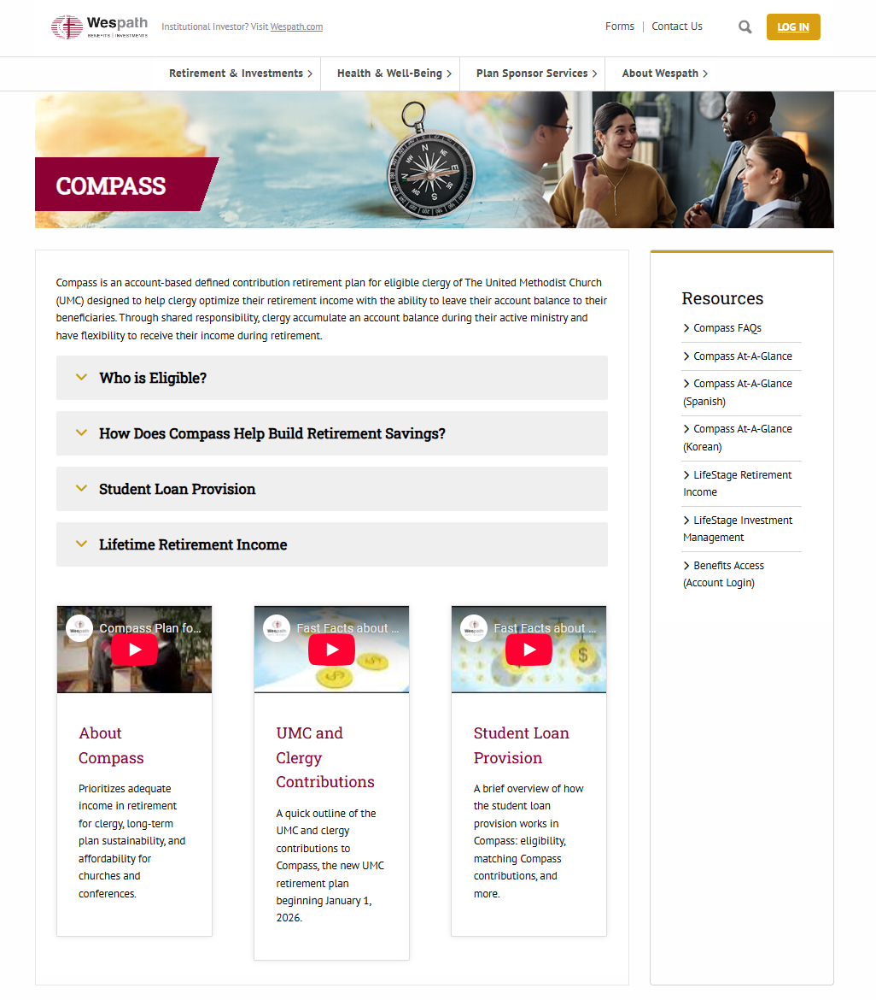 Wespath
BENEFITS | INVESTMENTS
Institutional Investor? Visit Wespath.com
Forms | Contact Us
LOG IN
Retirement & Investments
Health & Well-Being
Plan Sponsor Services
About Wespath
COMPASS
N
NE
E
SE
S
SW
W
NW
Compass is an account-based defined contribution retirement plan for eligible clergy of The United Methodist Church
(UMC) designed to help clergy optimize their retirement income with the ability to leave their account balance to their
beneficiaries. Through shared responsibility, clergy accumulate an account balance during their active ministry and
have flexibility to receive their income during retirement.
Who is Eligible?
How Does Compass Help Build Retirement Savings?
Student Loan Provision
Lifetime Retirement Income
Wespath
Compass Plan fo...
About
Compass
Prioritizes adequate
income in retirement
for clergy, long-term
plan sustainability, and
affordability for
churches and
conferences.
Wespath
Fast Facts about ...
UMC and
Clergy
Contributions
A quick outline of the
UMC and clergy
contributions to
Compass, the new UMC
retirement plan
beginning January 1,
2026.
Wespath
Fast Facts about ...
$
Student Loan
Provision
A brief overview of how
the student loan
provision works in
Compass: eligibility,
matching Compass
contributions, and
more.
Resources
Compass FAQs
Compass At-A-Glance
Compass At-A-Glance
(Spanish)
Compass At-A-Glance
(Korean)
LifeStage Retirement
Income
LifeStage Investment
Management
Benefits Access
(Account Login)